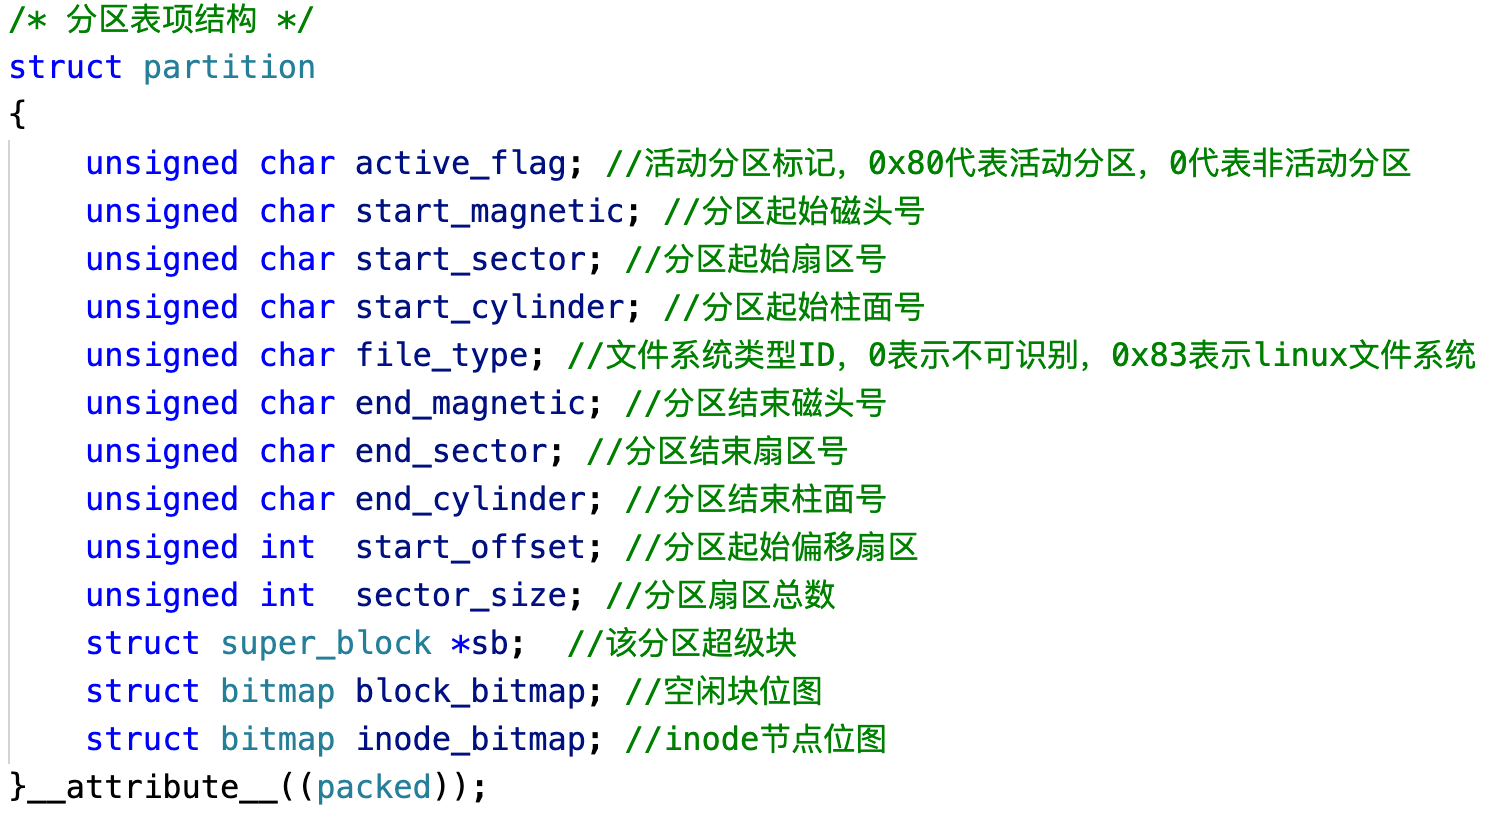 /* 分区表项结构 */
struct partition
{
    unsigned char active_flag; //活动分区标记，0x80代表活动分区，0代表非活动分区
    unsigned char start_magnetic; //分区起始磁头号
    unsigned char start_sector; //分区起始扇区号
    unsigned char start_cylinder; //分区起始柱面号
    unsigned char file_type; //文件系统类型ID，0表示不可识别，0x83表示linux文件系统
    unsigned char end_magnetic; //分区结束磁头号
    unsigned char end_sector; //分区结束扇区号
    unsigned char end_cylinder; //分区结束柱面号
    unsigned int  start_offset; //分区起始偏移扇区
    unsigned int  sector_size; //分区扇区总数
    struct super_block *sb;  //该分区超级块
    struct bitmap block_bitmap; //空闲块位图
    struct bitmap inode_bitmap; //inode节点位图
}__attribute__((packed));